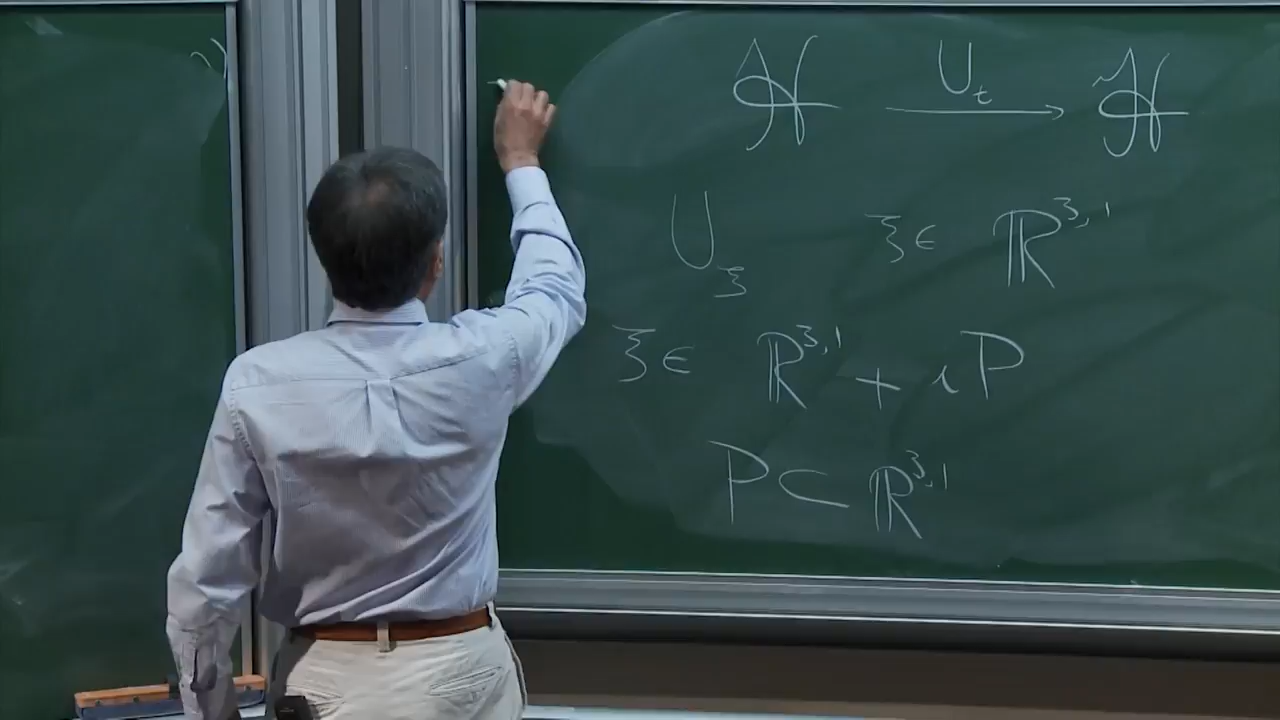 ℋ —U_t→ ℋ
U_ξ ξ ∈ ℝ^{3,1}
ξ ∈ ℝ^{3,1} + iP
P ⊂ ℝ^{3,1}